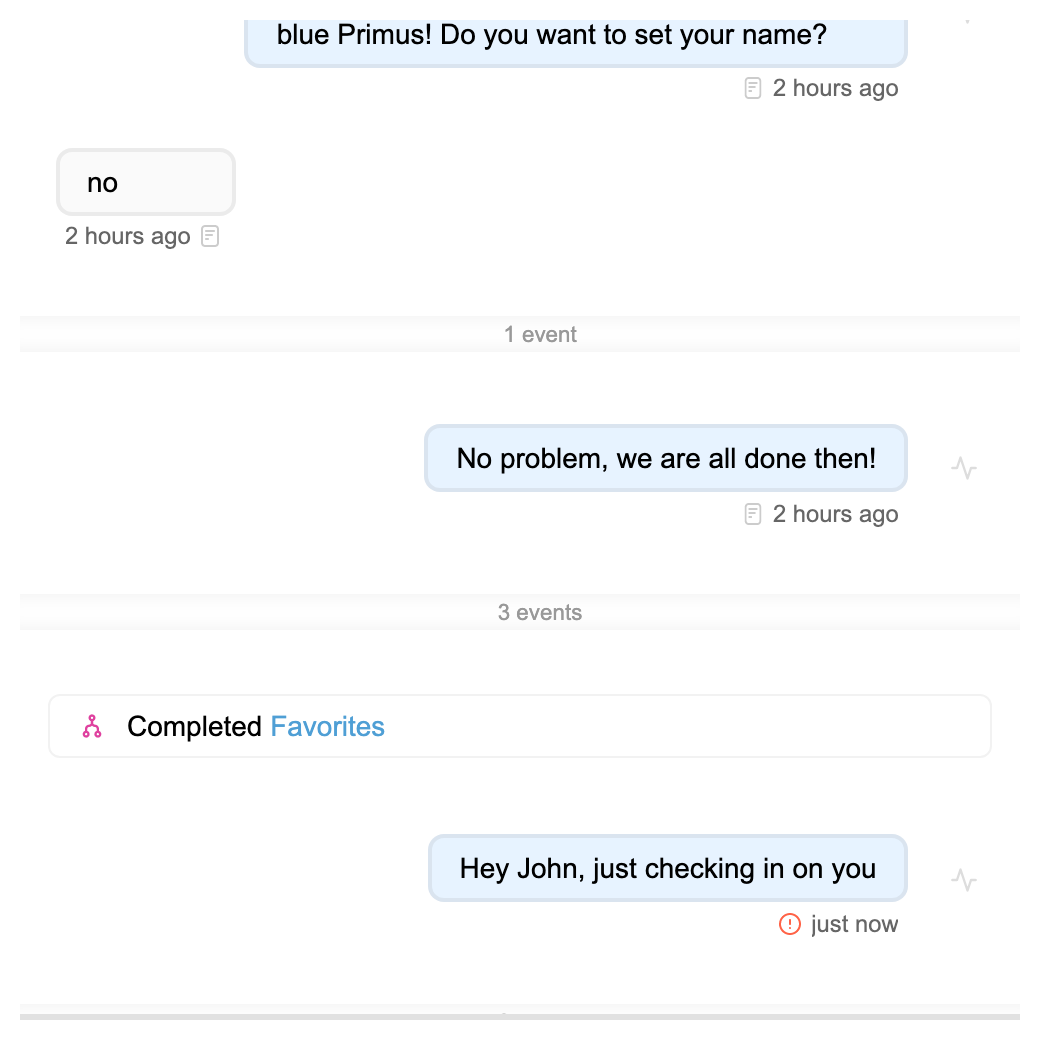 blue Primus! Do you want to set your name?
2 hours ago
no
2 hours ago
1 event
No problem, we are all done then!
2 hours ago
3 events
Completed Favorites
Hey John, just checking in on you
just now